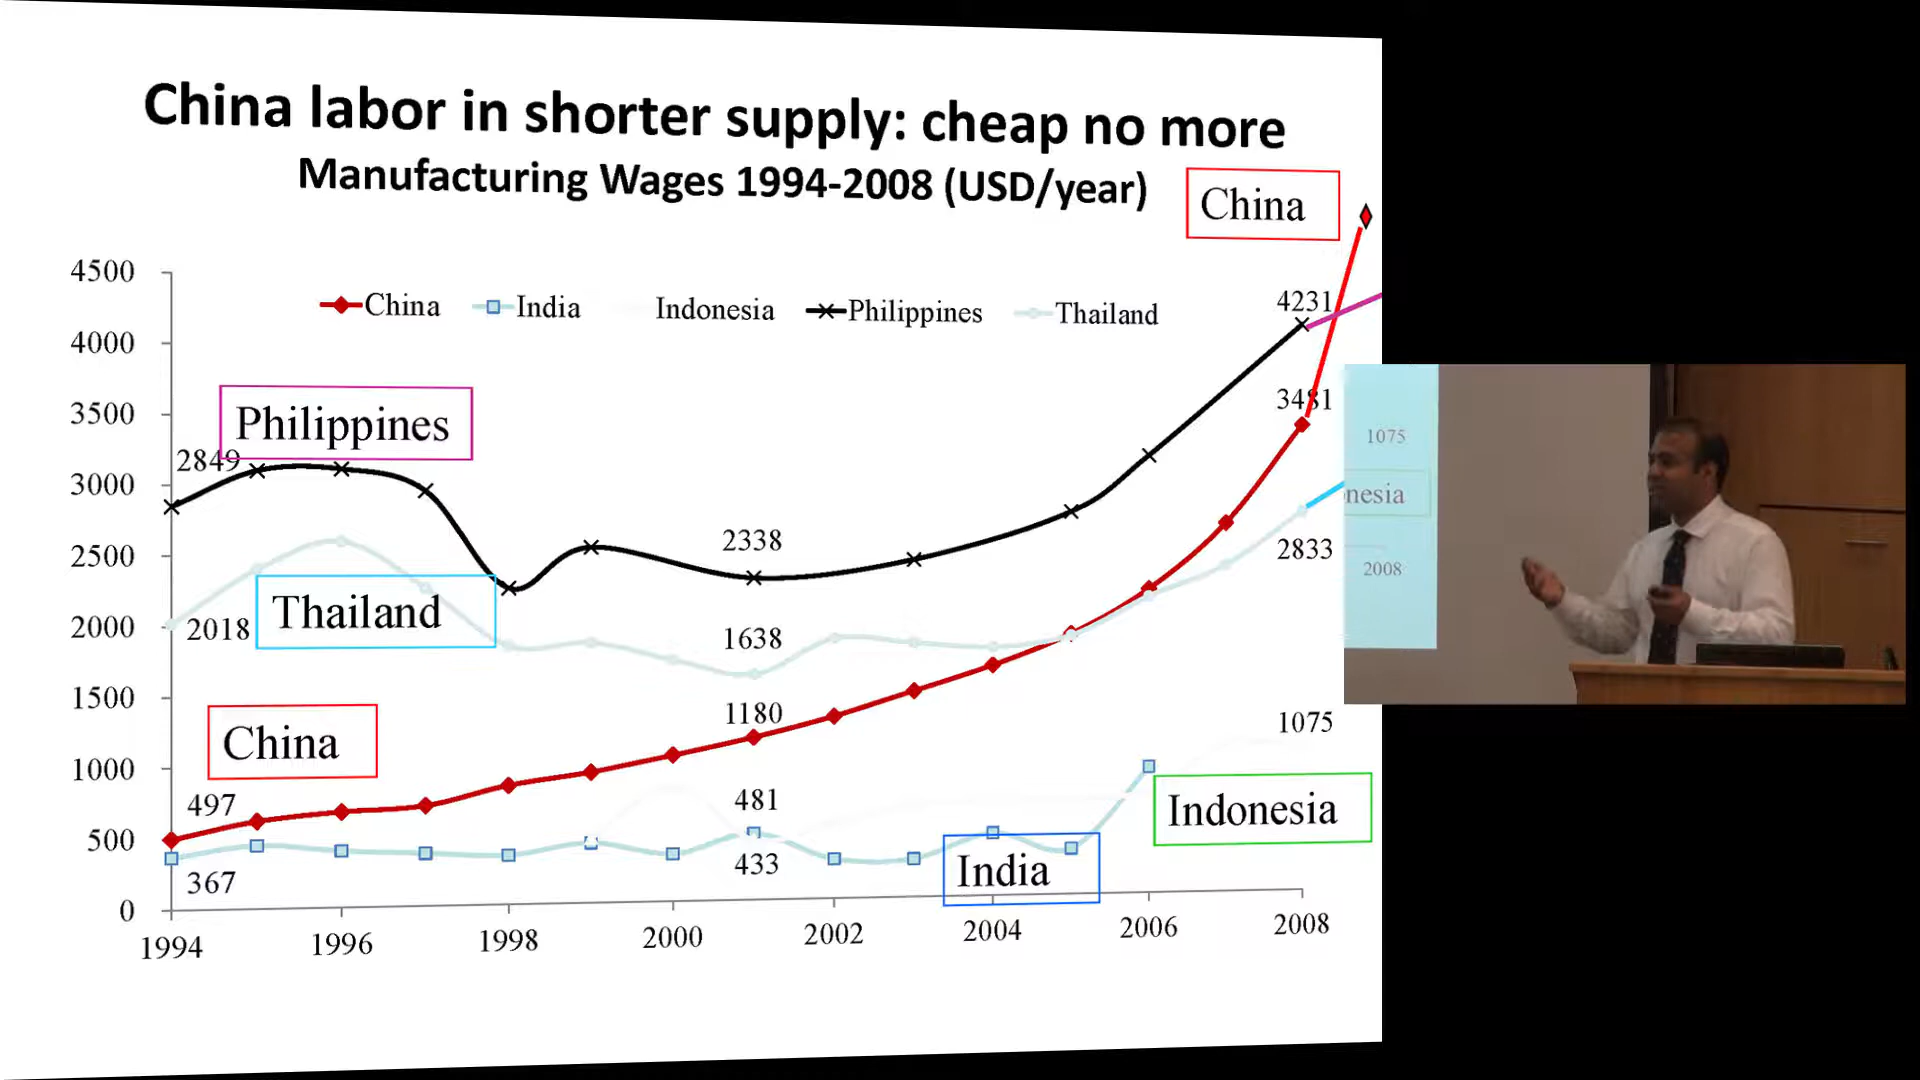 China labor in shorter supply: cheap no more
Manufacturing Wages 1994-2008 (USD/year)
China
4500
China India Indonesia Philippines Thailand
4231
4000
3500
3481
Philippines
2849
3000
2338
2500
2833
Thailand
2018
2000
1638
1500
1180
1075
China
1000
497
481
Indonesia
500
433
India
367
0
1994 1996 1998 2000 2002 2004 2006 2008
1075
nesia
2008